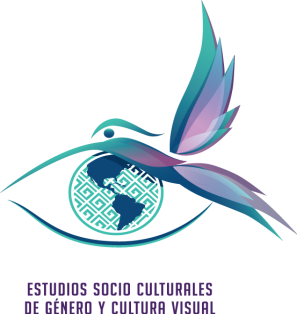 ESTUDIOS SOCIO CULTURALES
DE GÉNERO Y CULTURA VISUAL